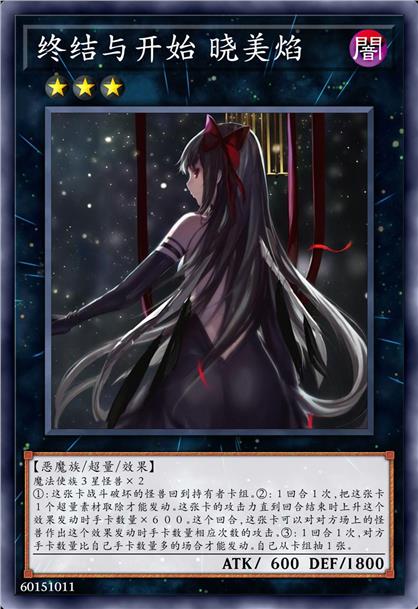 终结与开始 晓美焰
闇
【恶魔族/超量/效果】
魔法使族３星怪兽×２
①：这张卡战斗破坏的怪兽回到持有者卡组。②：１回合１次，把这张卡
１个超量素材取除才能发动。这张卡的攻击力直到回合结束时上升这个
效果发动时手卡数量×６００。这个回合，这张卡可以对对方场上的怪
兽作出这个效果发动时手卡数量相应次数的攻击。③：１回合１次，对方
手卡数量比自己手卡数量多的场合才能发动。自己从卡组抽１张。
ATK/ 600 DEF/1800
60151011